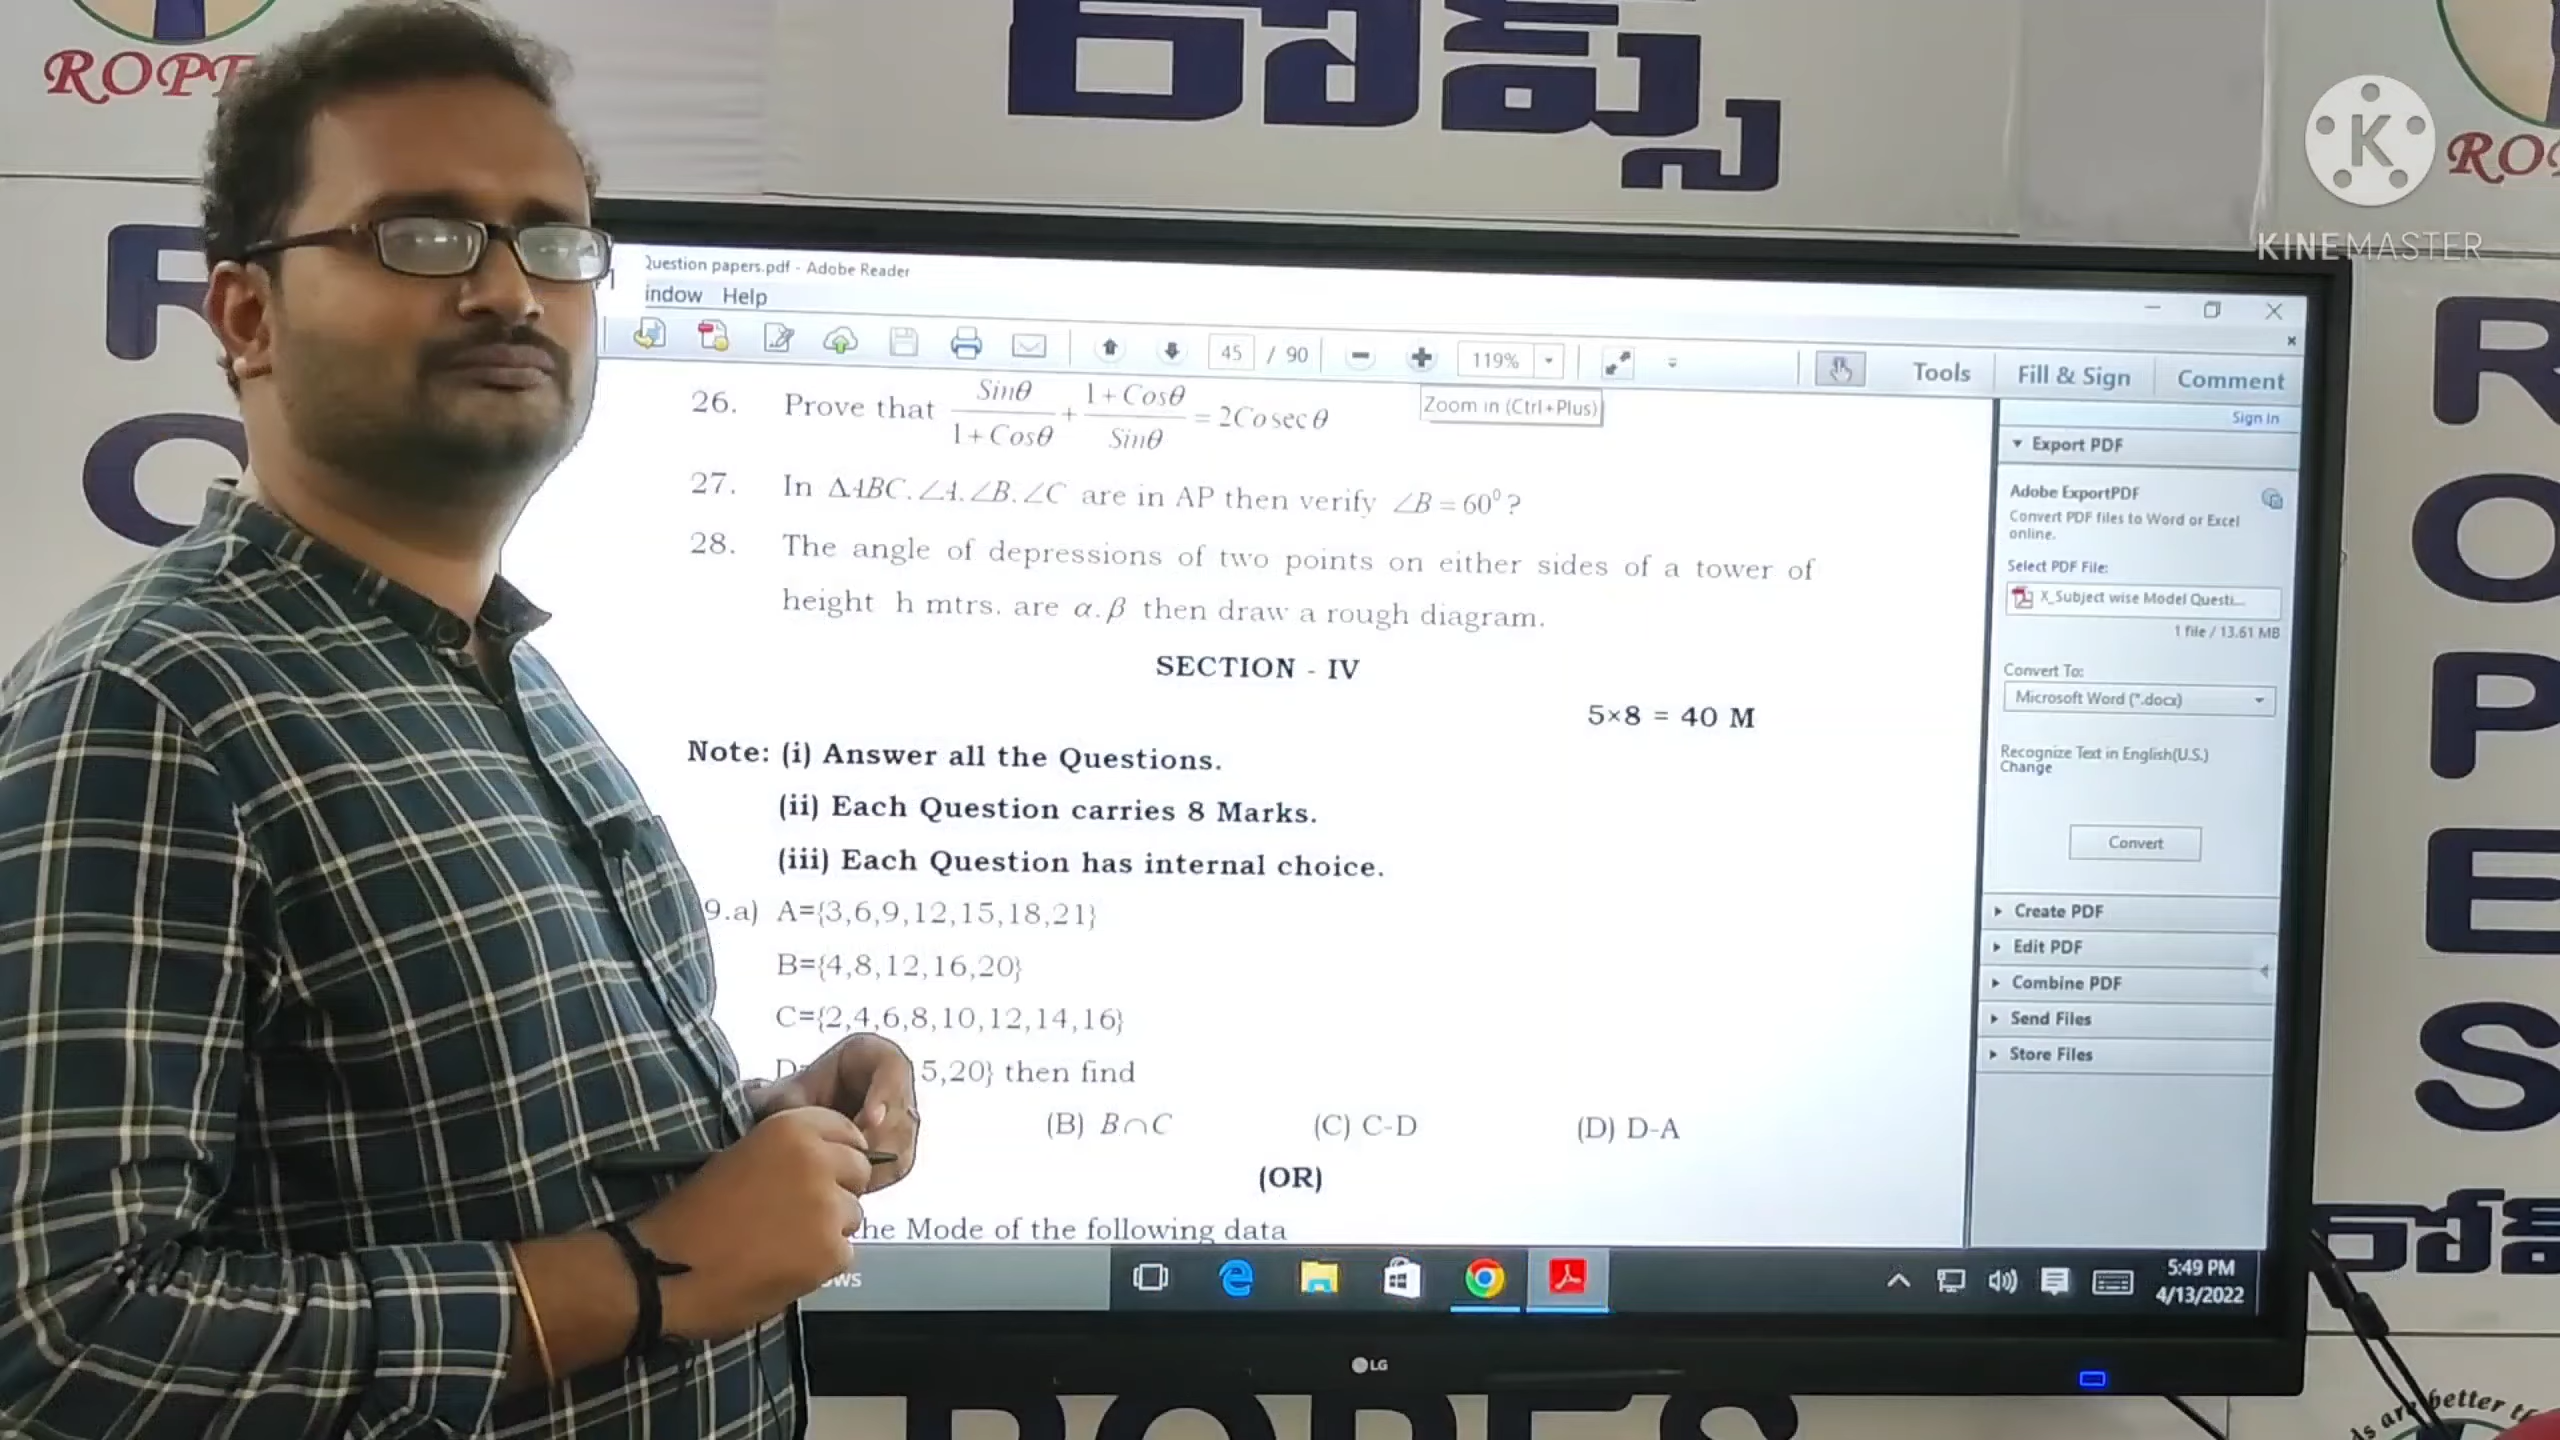 రోప్స్
KINEMASTER
Question papers.pdf - Adobe Reader
indow Help
45 / 90
119%
Tools
Fill & Sign
Comment
Zoom in (Ctrl+Plus)
26. Prove that Sinθ/1+Cosθ + 1+Cosθ/Sinθ = 2Cosecθ
27. In ΔABC. ∠A. ∠B. ∠C are in AP then verify ∠B = 60⁰ ?
28. The angle of depressions of two points on either sides of a tower of
height h mtrs. are α.β then draw a rough diagram.
SECTION - IV
5×8 = 40 M
Note: (i) Answer all the Questions.
(ii) Each Question carries 8 Marks.
(iii) Each Question has internal choice.
9.a) A={3,6,9,12,15,18,21}
B={4,8,12,16,20}
C={2,4,6,8,10,12,14,16}
5,20} then find
(B) B∩C (C) C-D (D) D-A
(OR)
the Mode of the following data
Sign In
Export PDF
Adobe ExportPDF
Convert PDF files to Word or Excel
online.
Select PDF File:
X_Subject wise Model Questi...
1 file / 13.61 MB
Convert To:
Microsoft Word (*.docx)
Recognize Text in English(U.S.)
Change
Convert
Create PDF
Edit PDF
Combine PDF
Send Files
Store Files
5:49 PM
4/13/2022
LG
ROPES
ROPES
better